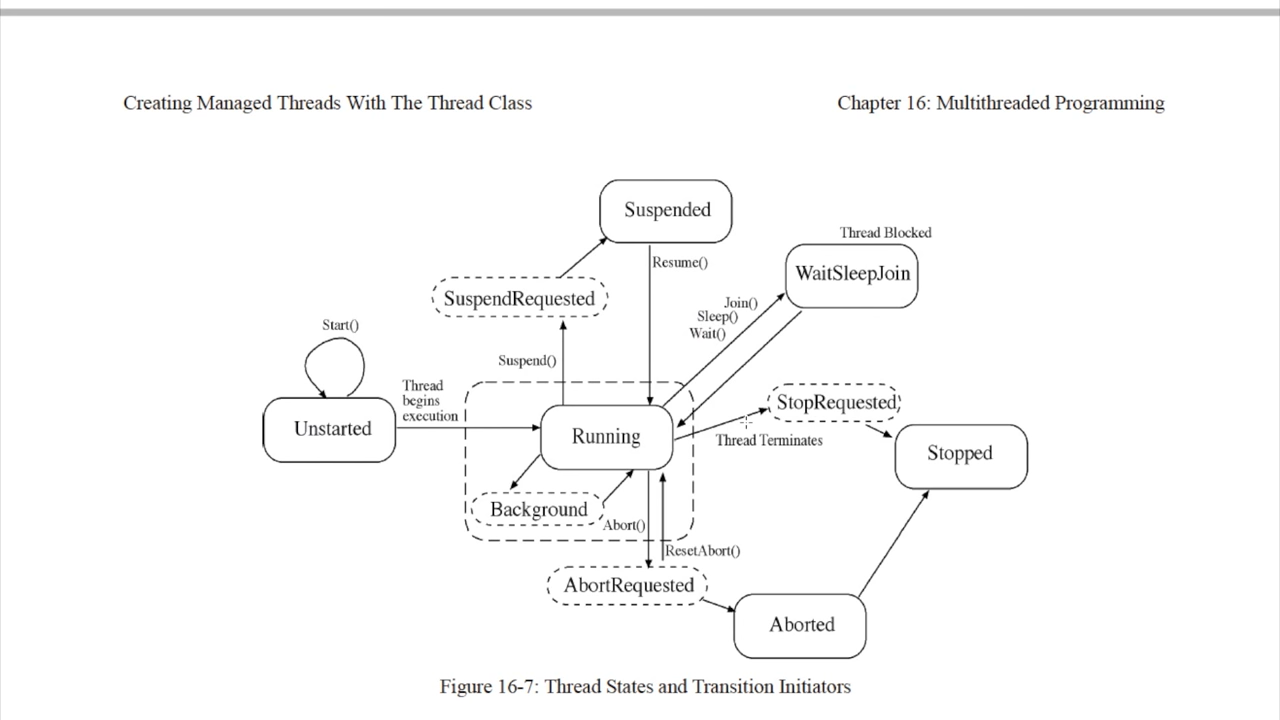 Creating Managed Threads With The Thread Class
Chapter 16: Multithreaded Programming
Suspended
Thread Blocked
Resume()
WaitSleepJoin
SuspendRequested
Join()
Sleep()
Wait()
Start()
Suspend()
Thread
begins
execution
StopRequested
Unstarted
Running
Thread Terminates
Stopped
Background
Abort()
ResetAbort()
AbortRequested
Aborted
Figure 16-7: Thread States and Transition Initiators